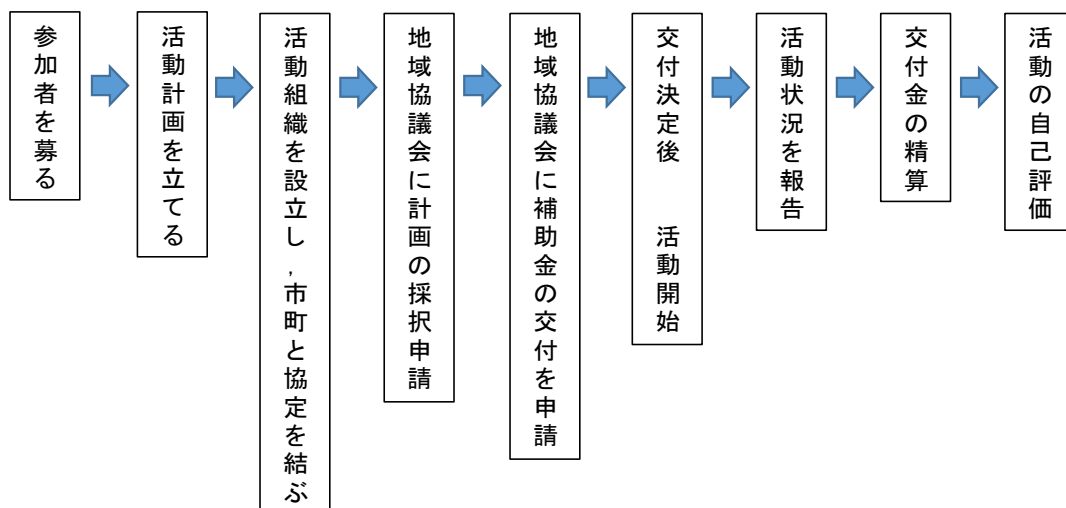 参加者を募る
活動計画を立てる
活動組織を設立し,市町と協定を結ぶ
地域協議会に計画の採択申請
地域協議会に補助金の交付を申請
交付決定後　　活動開始
活動状況を報告
交付金の精算
活動の自己評価